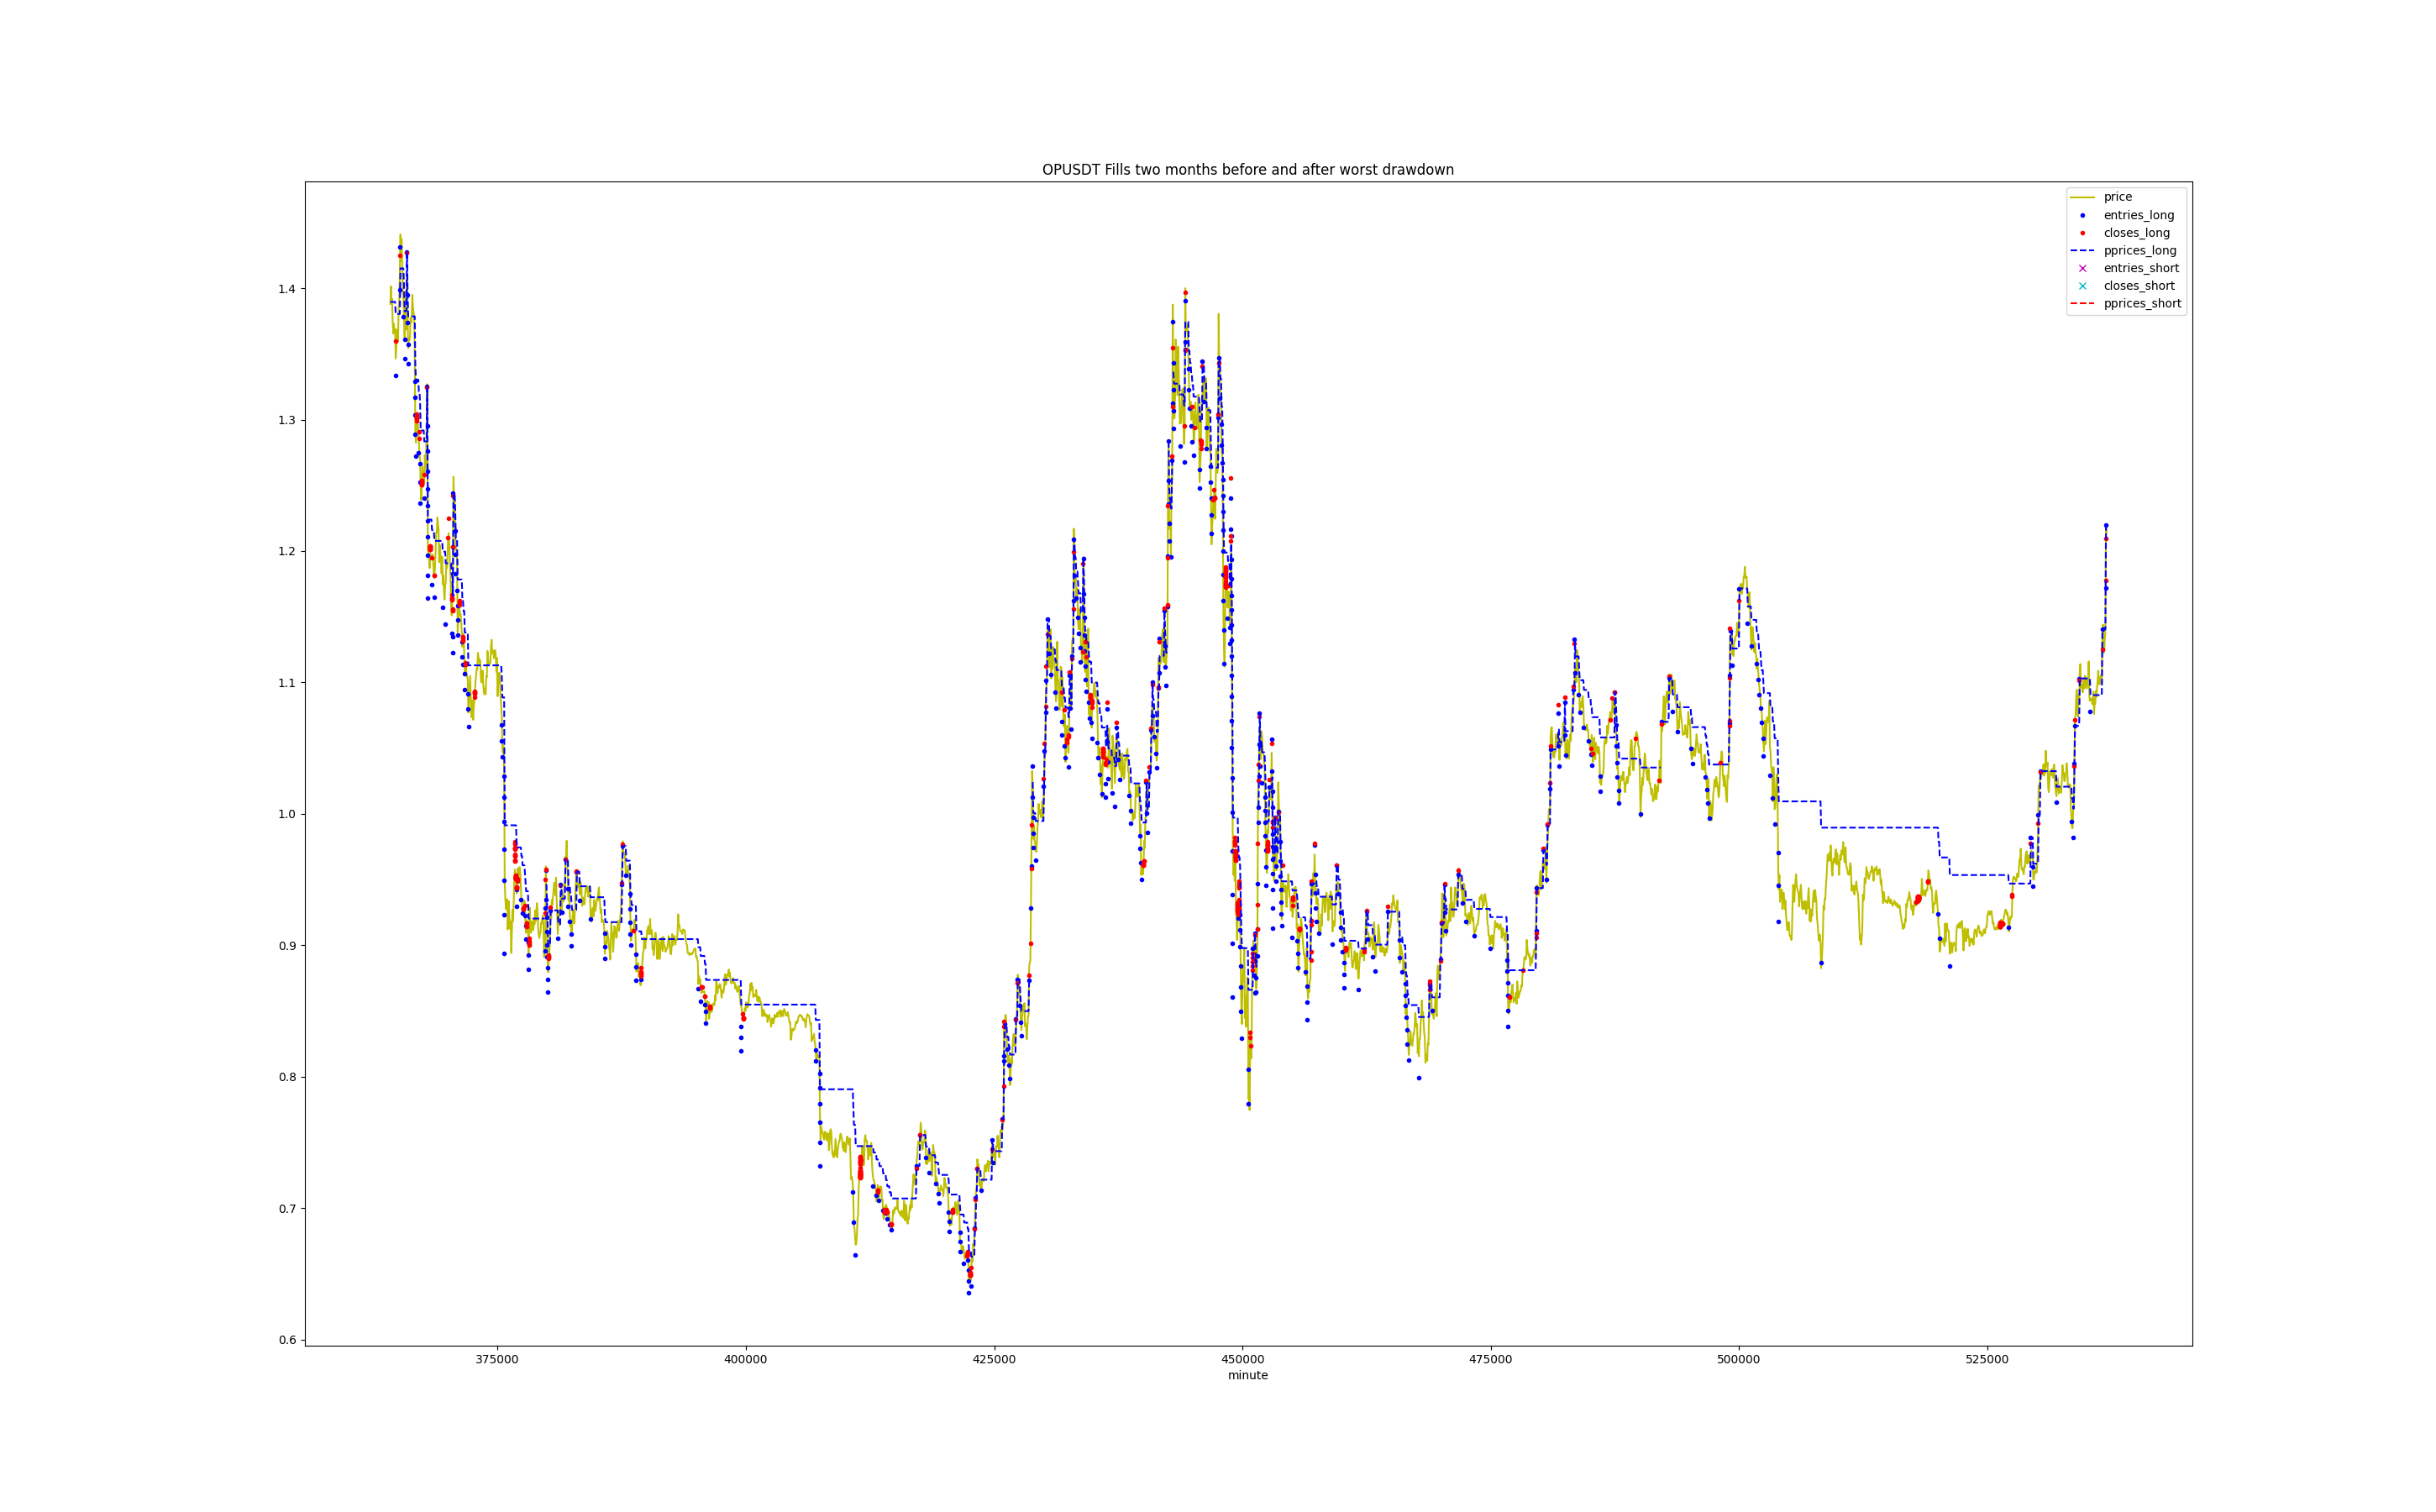 OPUSDT Fills two months before and after worst drawdown
price
entries_long
closes_long
pprices_long
entries_short
closes_short
pprices_short
1.4
1.3
1.2
1.1
1.0
0.9
0.8
0.7
0.6
375000 400000 425000 450000 475000 500000 525000
minute